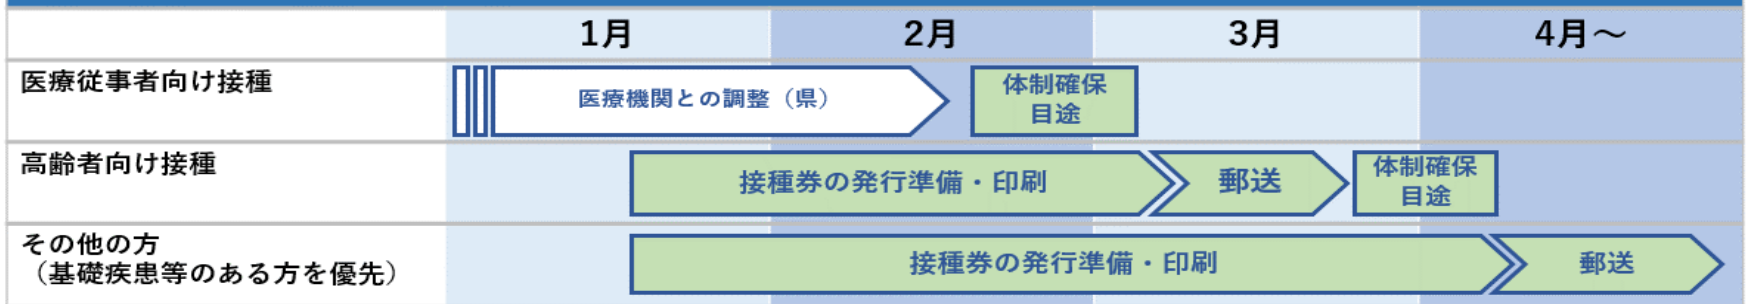 1月 2月 3月 4月～
医療従事者向け接種
医療機関との調整（県）
体制確保
目途
高齢者向け接種
接種券の発行準備・印刷
郵送
体制確保
目途
その他の方
（基礎疾患等のある方を優先）
接種券の発行準備・印刷
郵送